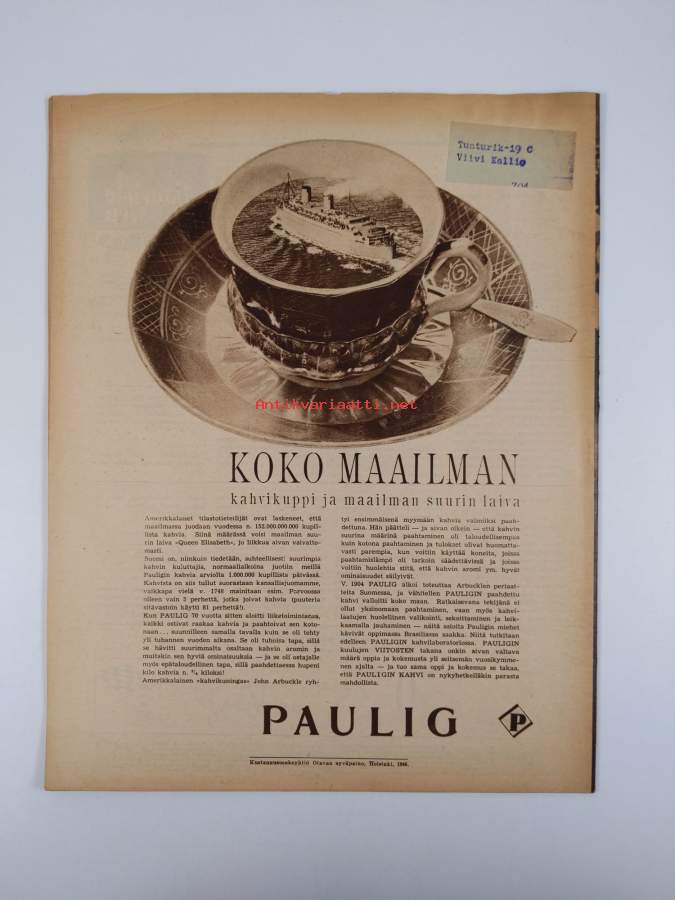 Tunturik-19 C
Viivi Kallio
704
Antikvariaatti.net
KOKO MAAILMAN
kahvikuppi ja maailman suurin laiva
Amerikkalaiset tilastotieteilijät ovat laskeneet, että
maailmassa juodaan vuodessa n. 152.000.000.000 kupil-
lista kahvia. Siinä määrässä voisi maailman suu-
rin laiva »Queen Elisabeth», jo liikkua aivan vaivatto-
masti.
Suomi on, niinkuin tiedetään, suhteellisesti suurimpia
kahvin kuluttajia, normaaliaikoina juotiin meillä
Pauligin kahvia arviolta 1.000.000 kupillista päivässä.
Kahvista on siis tullut suorastaan kansallisjuomamme,
vaikkapa vielä v. 1746 mainitaan esim. Porvoossa
olleen vain 3 perhettä, jotka joivat kahvia (puuteria
sitävastoin käytti 81 perhettä!).
Kun PAULIG 70 vuotta sitten aloitti liiketoimintansa,
kaikki ostivat raakaa kahvia ja paahtoivat sen koto-
naan... suunnilleen samalla tavalla kuin se oli tehty
yli tuhannen vuoden aikana. Se oli tuhoisa tapa, sillä
se hävitti suurimmalta osaltaan kahvin aromin ja
muitakin sen hyviä ominaisuuksia — ja se oli ostajalle
myös epätaloudellinen tapa, sillä paahdettaessa hupeni
kilo kahvia n. ³/₄ kiloksi!
Amerikkalainen »kahvikuningas» John Arbuckle ryh-
tyi ensimmäisenä myymään kahvia valmiiksi paah-
dettuna. Hän päätteli — ja aivan oikein — että kahvin
suurina määrinä paahtaminen oli taloudellisempaa
kuin kotona paahtaminen ja tulokset olivat huomatta-
vasti parempia, kun voitiin käyttää koneita, joissa
paahtamislämpö oli tarkoin säädettävissä ja joissa
voitiin huolehtia siitä, että kahvin aromi ym. hyvät
ominaisuudet säilyivät.
V. 1904 PAULIG alkoi toteuttaa Arbucklen periaat-
teita Suomessa, ja vähitellen PAULIGIN paahdettu
kahvi valloitti koko maan. Ratkaisevana tekijänä ei
ollut yksinomaan paahtaminen, vaan myös kahvi-
laatujen huolellinen valikointi, sekoittaminen ja leik-
kaamalla jauhaminen — näitä asioita Pauligin miehet
kävivät oppimassa Brasiliassa saakka. Niitä tutkitaan
edelleen PAULIGIN kahvilaboratoriossa. PAULIGIN
kuulujen VIITOSTEN takana onkin aivan valtava
määrä oppia ja kokemusta yli seitsemän vuosikymme-
nen ajalta — ja tuo sama oppi ja kokemus se takaa,
että PAULIGIN KAHVI on nykyhetkelläkin parasta
mahdollista.
PAULIG
P
Kustannusosakeyhtiö Otavan syväpaino, Helsinki, 1946.